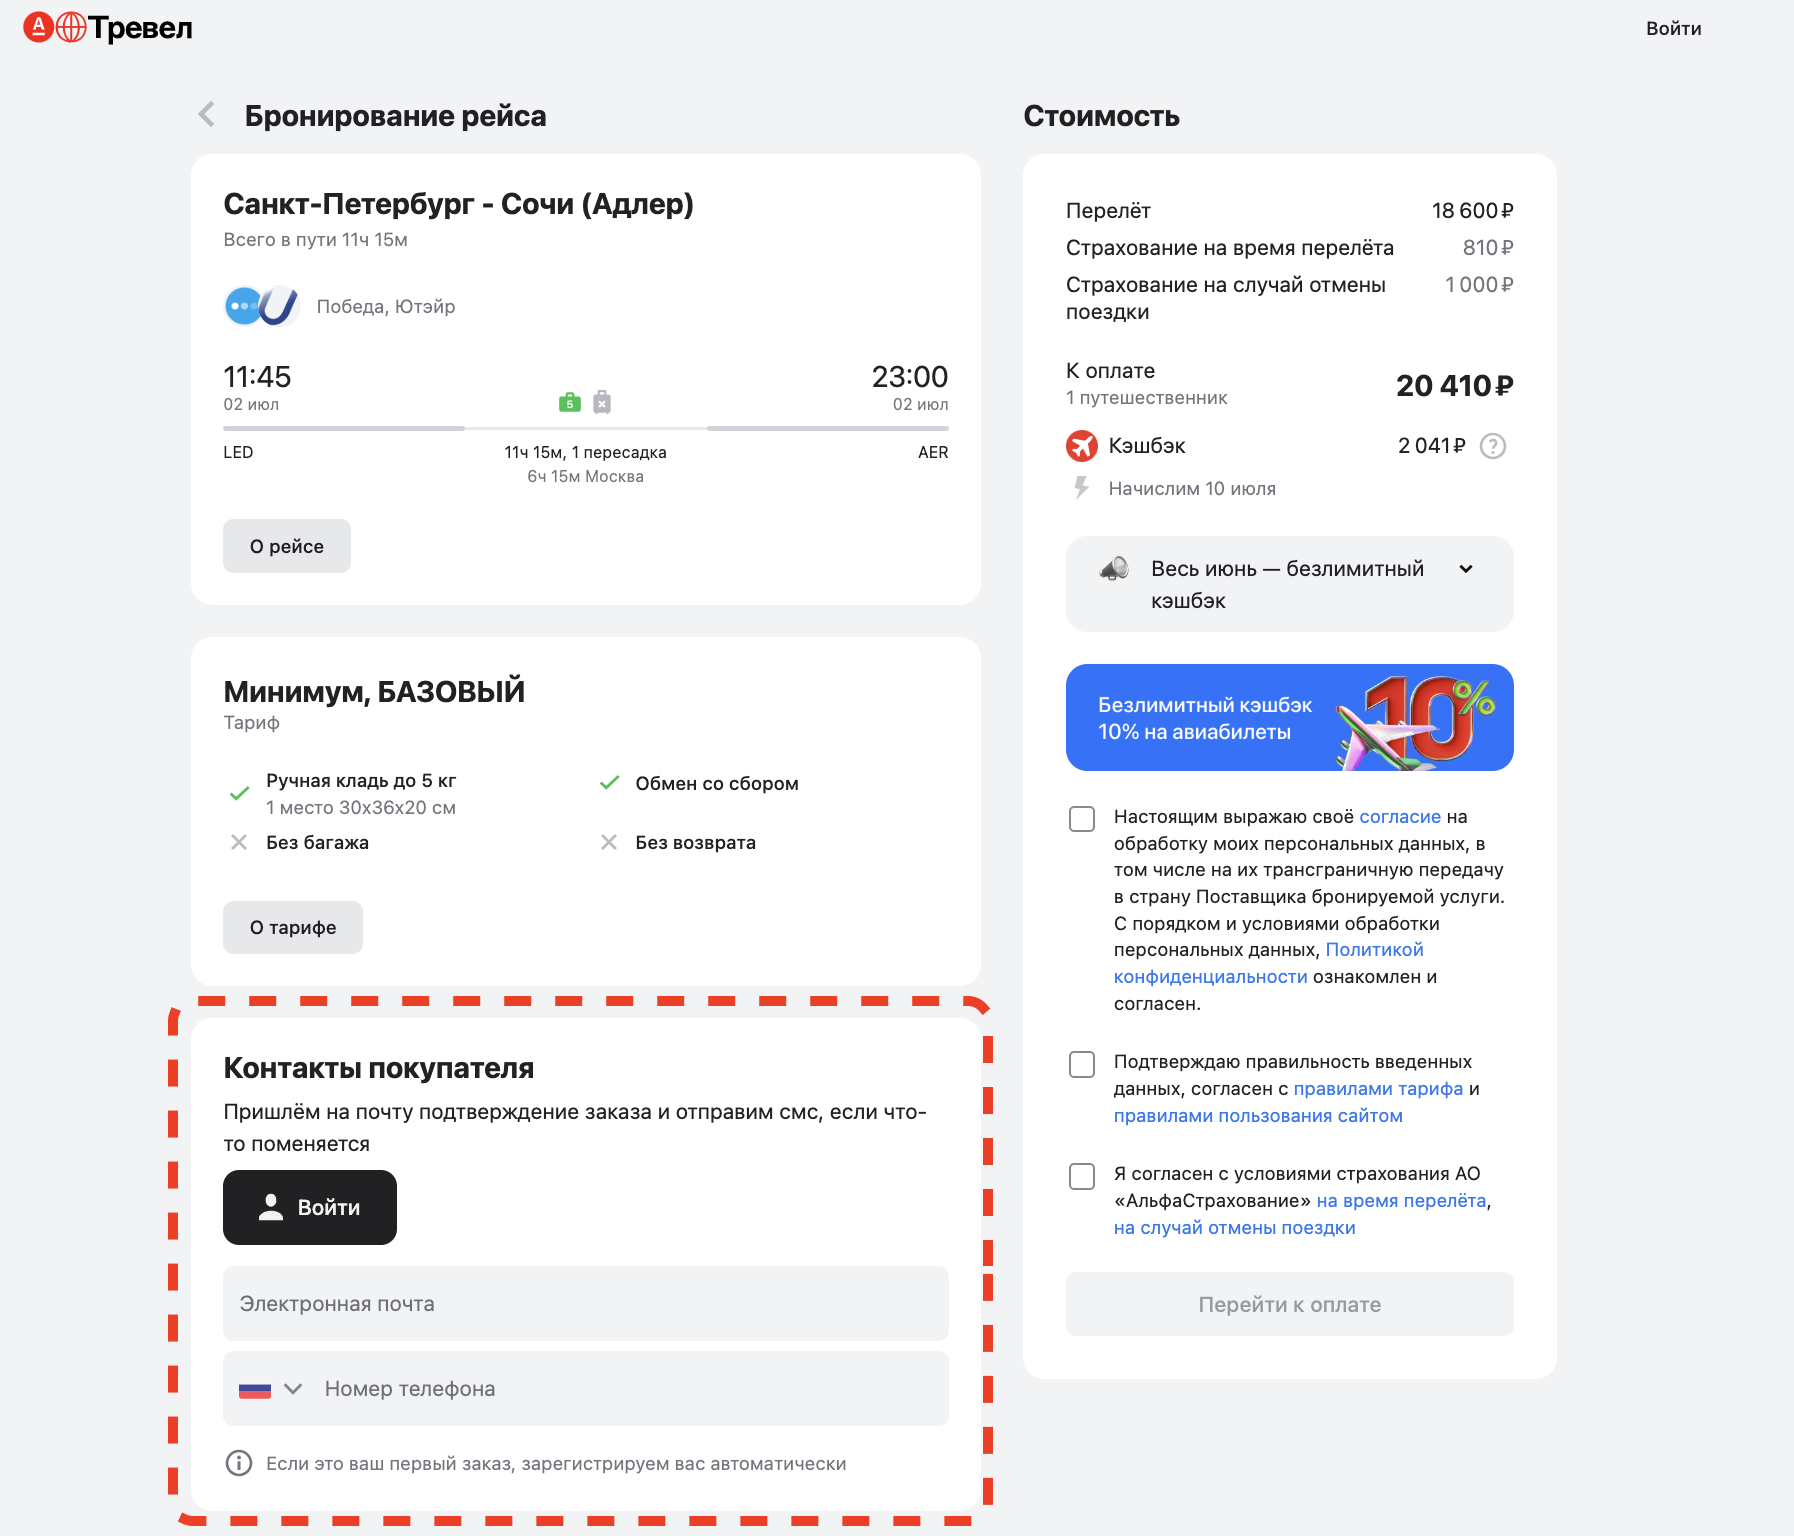 А Тревел
Войти
Бронирование рейса
Санкт-Петербург - Сочи (Адлер)
Всего в пути 11ч 15м
Победа, Ютэйр
11:45
23:00
02 июл
5
02 июл
LED
11ч 15м, 1 пересадка
AER
6ч 15м Москва
О рейсе
Минимум, БАЗОВЫЙ
Тариф
Ручная кладь до 5 кг
1 место 30x36x20 см
Обмен со сбором
Без багажа
Без возврата
О тарифе
Контакты покупателя
Пришлём на почту подтверждение заказа и отправим смс, если что-
то поменяется
Войти
Электронная почта
Номер телефона
Если это ваш первый заказ, зарегистрируем вас автоматически
Стоимость
Перелёт 18 600 ₽
Страхование на время перелёта 810 ₽
Страхование на случай отмены 1 000 ₽
поездки
К оплате
1 путешественник
20 410 ₽
Кэшбэк 2 041 ₽ ?
Начислим 10 июля
Весь июнь — безлимитный
кэшбэк
Безлимитный кэшбэк
10% на авиабилеты
10%
Настоящим выражаю своё согласие на
обработку моих персональных данных, в
том числе на их трансграничную передачу
в страну Поставщика бронируемой услуги.
С порядком и условиями обработки
персональных данных, Политикой
конфиденциальности ознакомлен и
согласен.
Подтверждаю правильность введенных
данных, согласен с правилами тарифа и
правилами пользования сайтом
Я согласен с условиями страхования АО
«АльфаСтрахование» на время перелёта,
на случай отмены поездки
Перейти к оплате